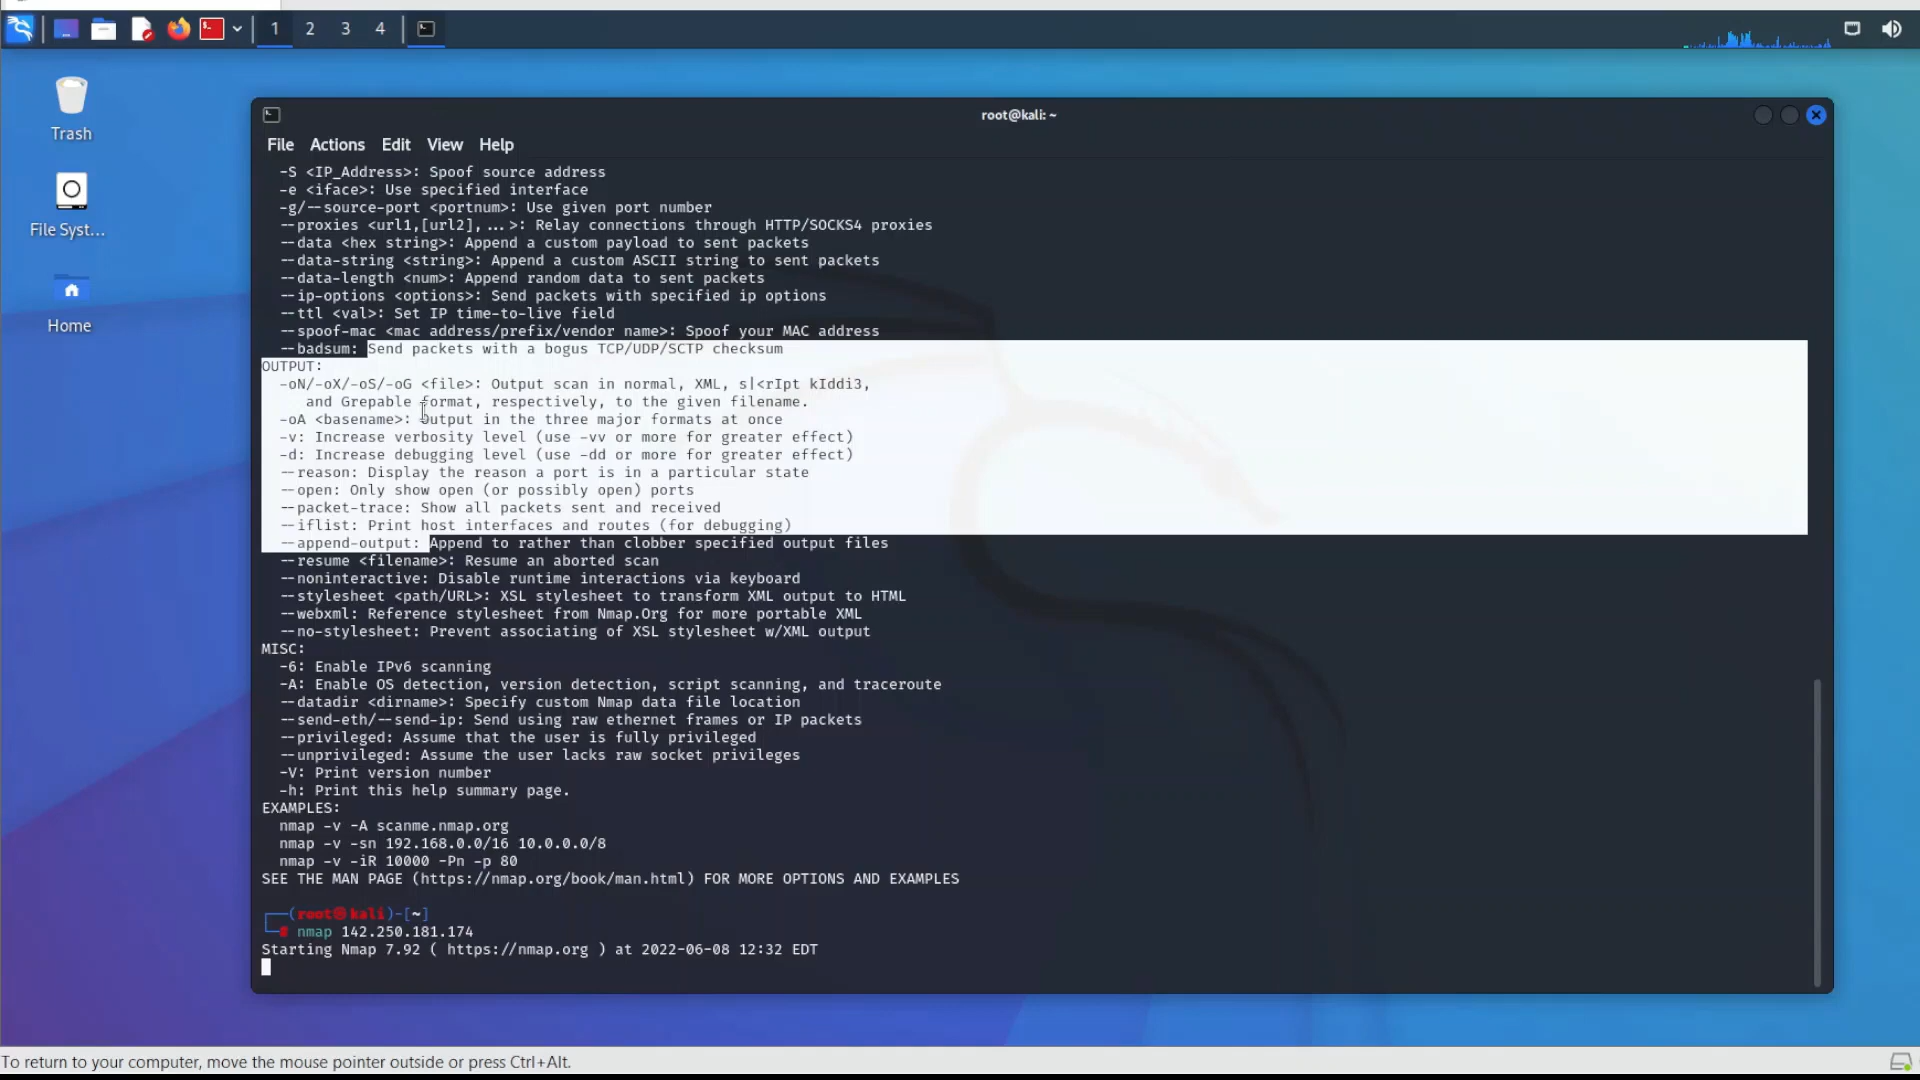 1 2 3 4
Trash
File Syst...
Home
root@kali: ~
File Actions Edit View Help
-S <IP_Address>: Spoof source address
-e <iface>: Use specified interface
-g/--source-port <portnum>: Use given port number
--proxies <url1,[url2],...>: Relay connections through HTTP/SOCKS4 proxies
--data <hex string>: Append a custom payload to sent packets
--data-string <string>: Append a custom ASCII string to sent packets
--data-length <num>: Append random data to sent packets
--ip-options <options>: Send packets with specified ip options
--ttl <val>: Set IP time-to-live field
--spoof-mac <mac address/prefix/vendor name>: Spoof your MAC address
--badsum: Send packets with a bogus TCP/UDP/SCTP checksum
OUTPUT:
-oN/-oX/-oS/-oG <file>: Output scan in normal, XML, s|<rIpt kIddi3,
and Grepable format, respectively, to the given filename.
-oA <basename>: Output in the three major formats at once
-v: Increase verbosity level (use -vv or more for greater effect)
-d: Increase debugging level (use -dd or more for greater effect)
--reason: Display the reason a port is in a particular state
--open: Only show open (or possibly open) ports
--packet-trace: Show all packets sent and received
--iflist: Print host interfaces and routes (for debugging)
--append-output: Append to rather than clobber specified output files
--resume <filename>: Resume an aborted scan
--noninteractive: Disable runtime interactions via keyboard
--stylesheet <path/URL>: XSL stylesheet to transform XML output to HTML
--webxml: Reference stylesheet from Nmap.Org for more portable XML
--no-stylesheet: Prevent associating of XSL stylesheet w/XML output
MISC:
-6: Enable IPv6 scanning
-A: Enable OS detection, version detection, script scanning, and traceroute
--datadir <dirname>: Specify custom Nmap data file location
--send-eth/--send-ip: Send using raw ethernet frames or IP packets
--privileged: Assume that the user is fully privileged
--unprivileged: Assume the user lacks raw socket privileges
-V: Print version number
-h: Print this help summary page.
EXAMPLES:
nmap -v -A scanme.nmap.org
nmap -v -sn 192.168.0.0/16 10.0.0.0/8
nmap -v -iR 10000 -Pn -p 80
SEE THE MAN PAGE (https://nmap.org/book/man.html) FOR MORE OPTIONS AND EXAMPLES
┌──(root㉿kali)-[~]
└─# nmap 142.250.181.174
Starting Nmap 7.92 ( https://nmap.org ) at 2022-06-08 12:32 EDT
To return to your computer, move the mouse pointer outside or press Ctrl+Alt.